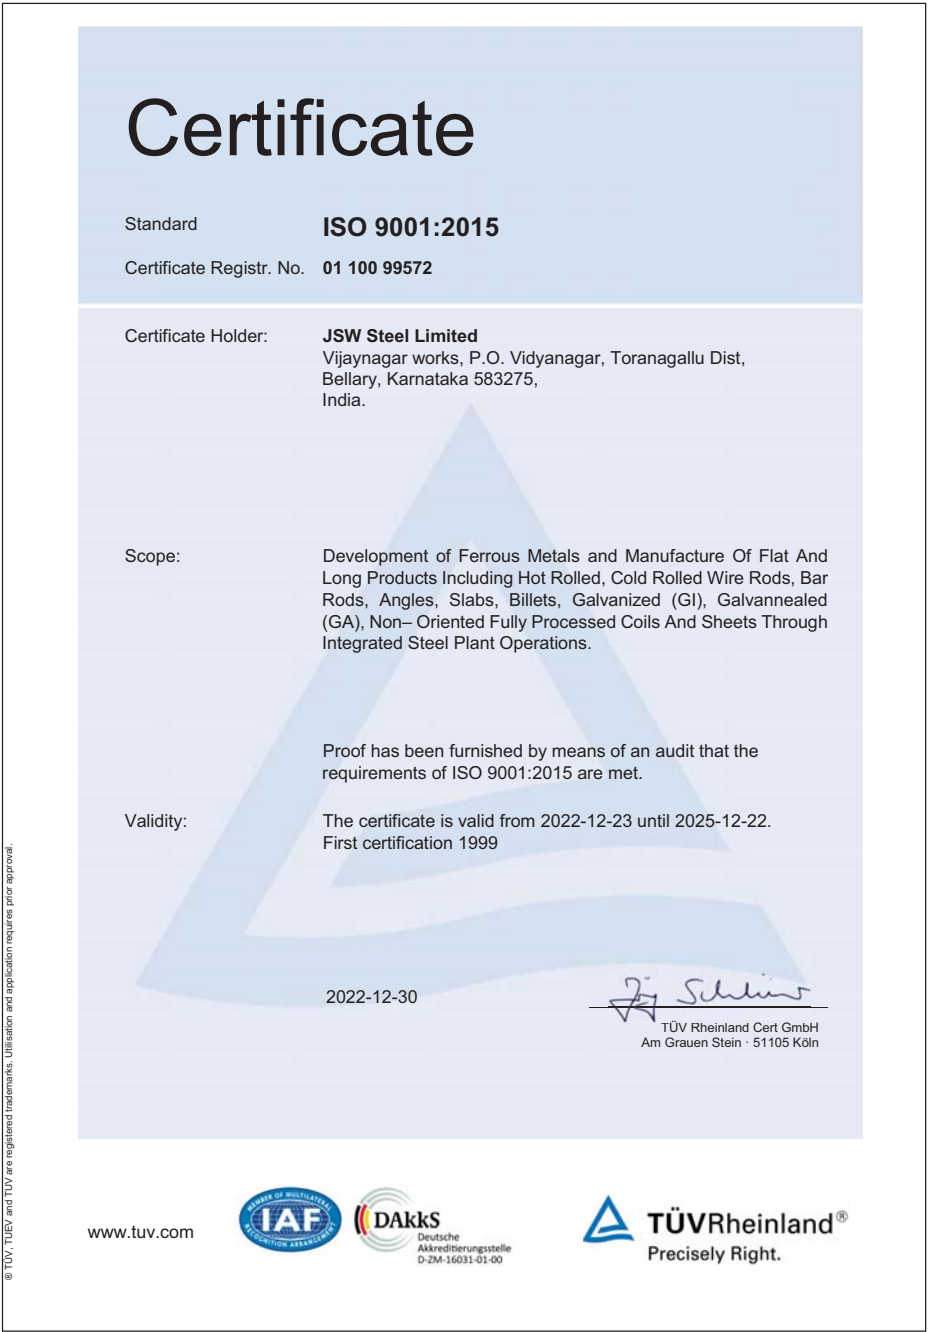 Certificate
Standard ISO 9001:2015
Certificate Registr. No. 01 100 99572
Certificate Holder: JSW Steel Limited
Vijaynagar works, P.O. Vidyanagar, Toranagallu Dist,
Bellary, Karnataka 583275,
India.
Scope: Development of Ferrous Metals and Manufacture Of Flat And
Long Products Including Hot Rolled, Cold Rolled Wire Rods, Bar
Rods, Angles, Slabs, Billets, Galvanized (GI), Galvannealed
(GA), Non– Oriented Fully Processed Coils And Sheets Through
Integrated Steel Plant Operations.
Proof has been furnished by means of an audit that the
requirements of ISO 9001:2015 are met.
Validity: The certificate is valid from 2022-12-23 until 2025-12-22.
First certification 1999
2022-12-30
TÜV Rheinland Cert GmbH
Am Grauen Stein · 51105 Köln
® TÜV, TUEV and TUV are registered trademarks. Utilisation and application requires prior approval.
www.tuv.com
MEMBER OF MULTILATERAL
IAF
RECOGNITION ARRANGEMENT
DAkkS
Deutsche
Akkreditierungsstelle
D-ZM-16031-01-00
TÜVRheinland®
Precisely Right.